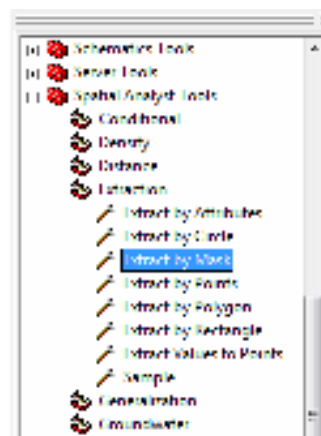 Schematics Tools
Server Tools
Spatial Analyst Tools
Conditional
Density
Distance
Extraction
Extract by Attributes
Extract by Circle
Extract by Mask
Extract by Points
Extract by Polygon
Extract by Rectangle
Extract Values to Points
Sample
Generalization
Groundwater